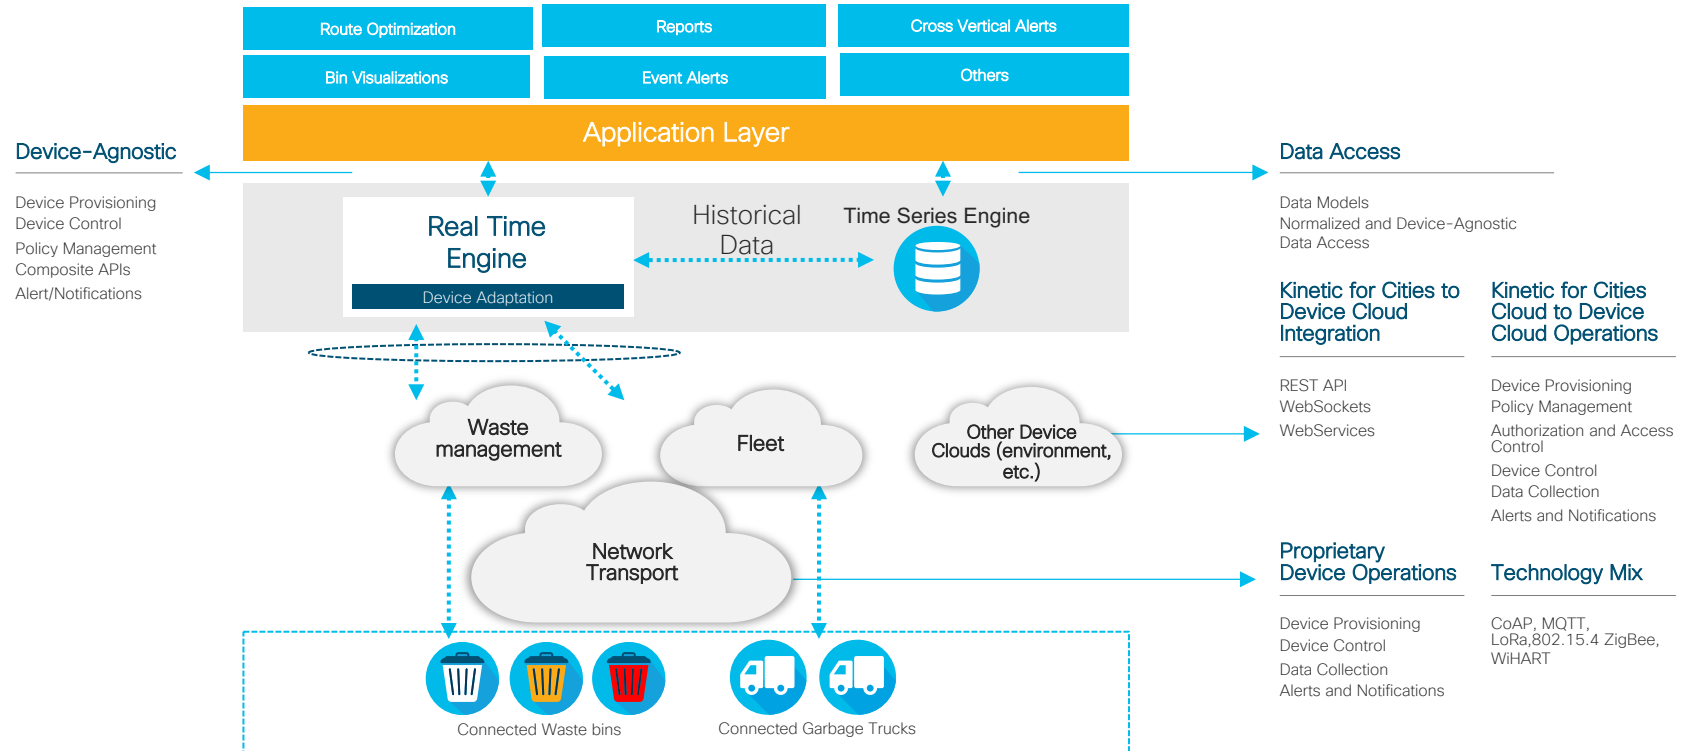 Route Optimization
Reports
Cross Vertical Alerts
Bin Visualizations
Event Alerts
Others
Application Layer
Device-Agnostic
Device Provisioning
Device Control
Policy Management
Composite APIs
Alert/Notifications
Real Time
Engine
Device Adaptation
Historical
Data
Time Series Engine
Data Access
Data Models
Normalized and Device-Agnostic
Data Access
Kinetic for Cities to
Device Cloud
Integration
REST API
WebSockets
WebServices
Kinetic for Cities
Cloud to Device
Cloud Operations
Device Provisioning
Policy Management
Authorization and Access
Control
Device Control
Data Collection
Alerts and Notifications
Waste
management
Fleet
Other Device
Clouds (environment,
etc.)
Network
Transport
Proprietary
Device Operations
Device Provisioning
Device Control
Data Collection
Alerts and Notifications
Technology Mix
CoAP, MQTT,
LoRa,802.15.4 ZigBee,
WiHART
Connected Waste bins
Connected Garbage Trucks